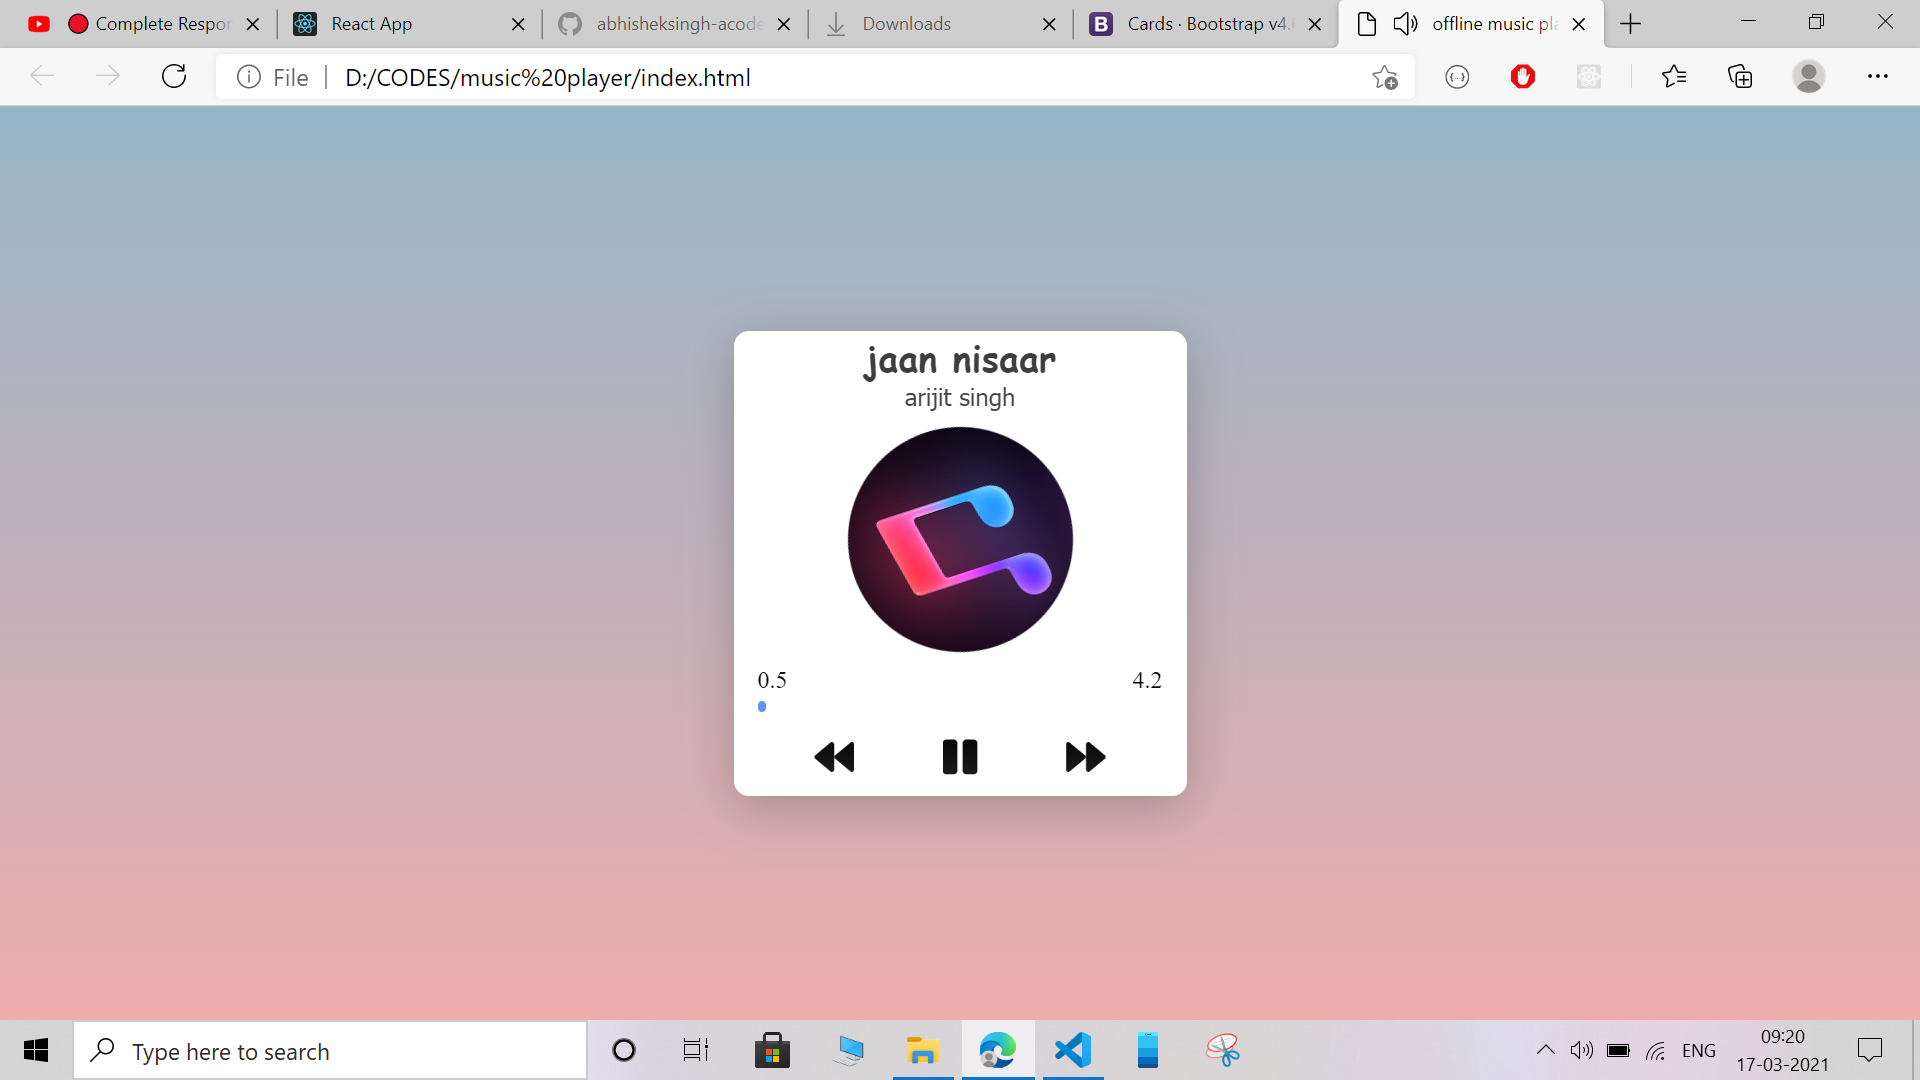 Complete Respor
React App
abhisheksingh-acode
Downloads
B Cards · Bootstrap v4.6
offline music pla
File D:/CODES/music%20player/index.html
jaan nisaar
arijit singh
0.5 4.2
Type here to search
ENG
09:20
17-03-2021